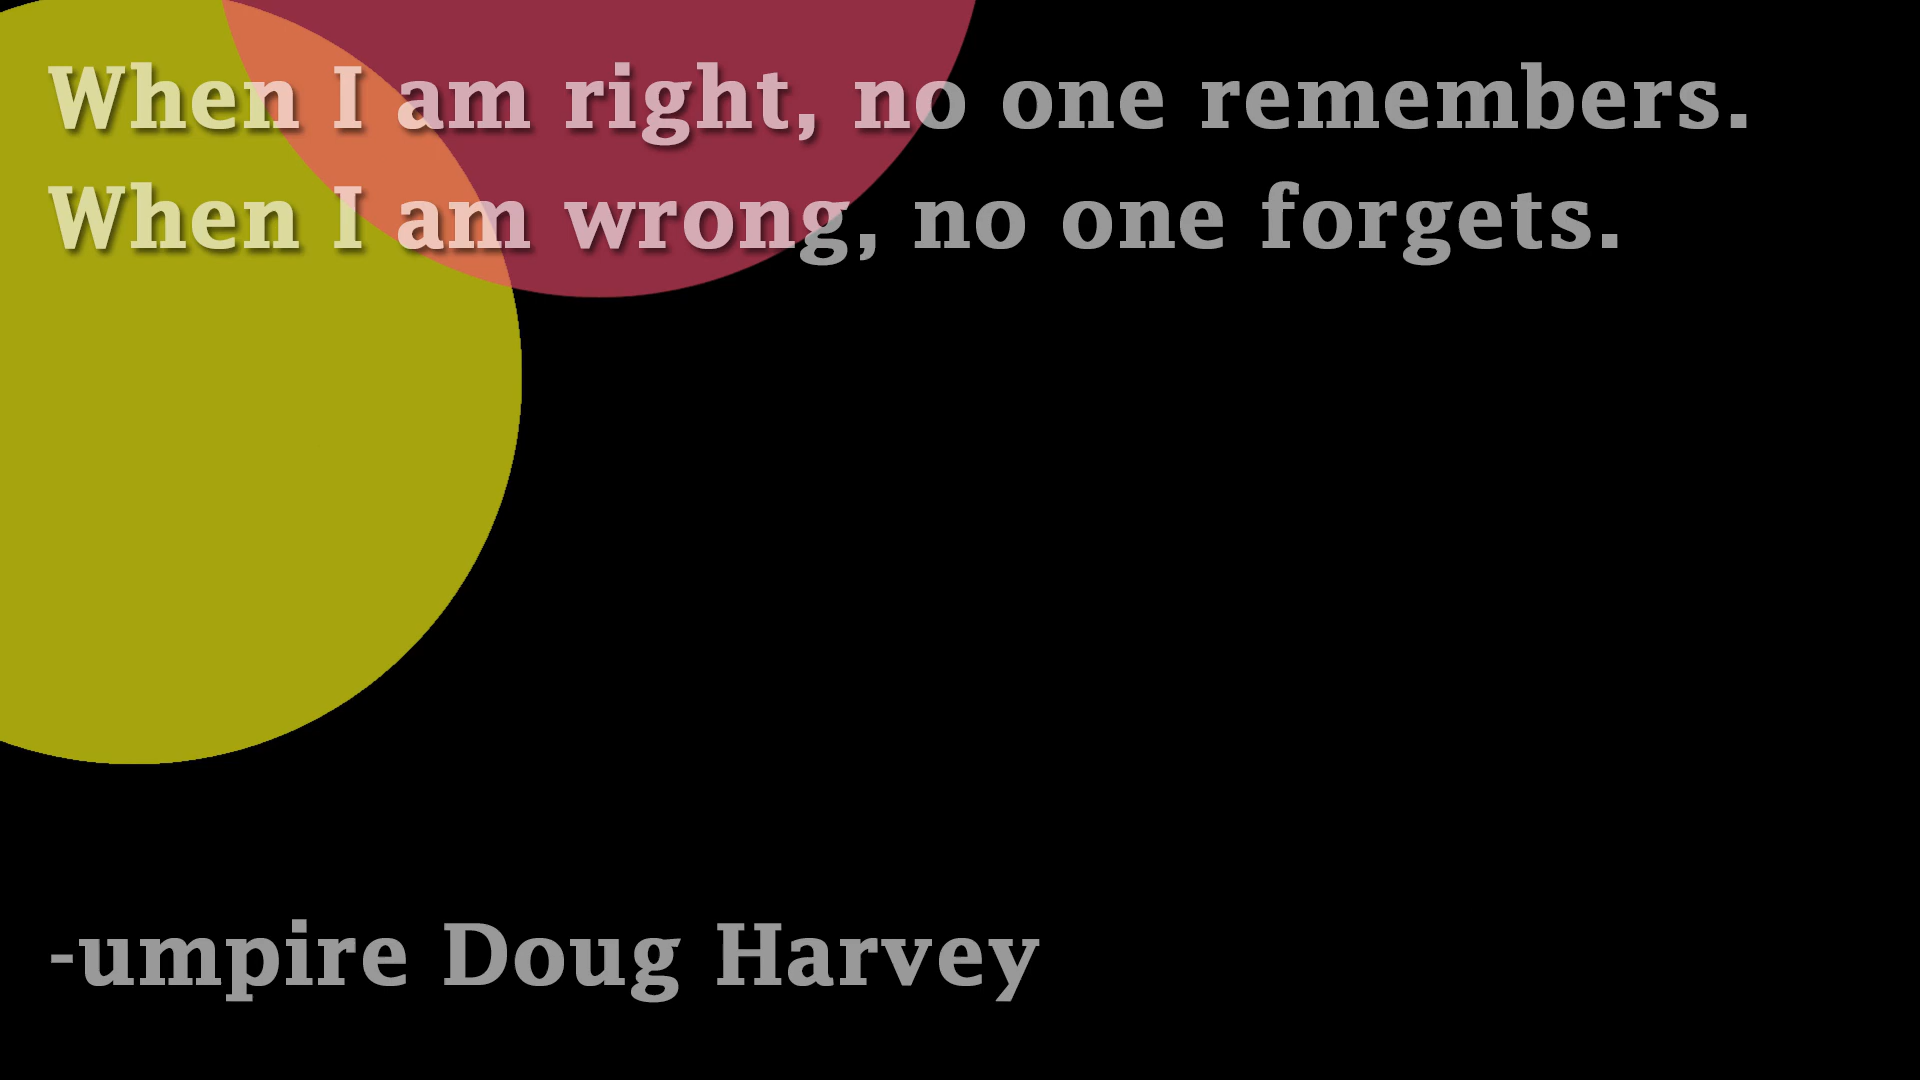 When I am right, no one remembers.
When I am wrong, no one forgets.
-umpire Doug Harvey